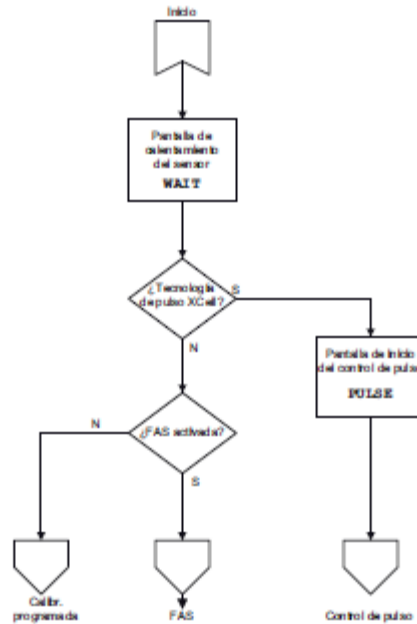 Inicio
Pantalla de
calentamiento
del sensor
WAIT
¿Tecnología
de pulso XCell?
S
N
Pantalla de inicio
del control de pulso
PULSE
¿FAS activada?
N
S
Calibr.
programada
FAS
Control de pulso